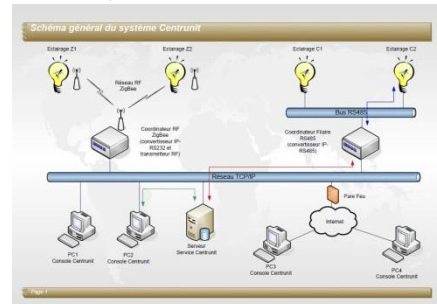 Schéma général du système Centrunit
Eclairage Z1
Eclairage Z2
Eclairage C1
Eclairage C2
Réseau RF
ZigBee
Bus RS485
Coordinateur RF
ZigBee
(convertisseur IP-
RS232 et
transmetteur RF)
Coordinateur Filaire
RS485
(convertisseur IP-
RS485)
Réseau TCP/IP
Pare Feu
Internet
PC1
Console Centrunit
PC2
Console Centrunit
Serveur
Service Centrunit
PC3
Console Centrunit
PC4
Console Centrunit
Page 1